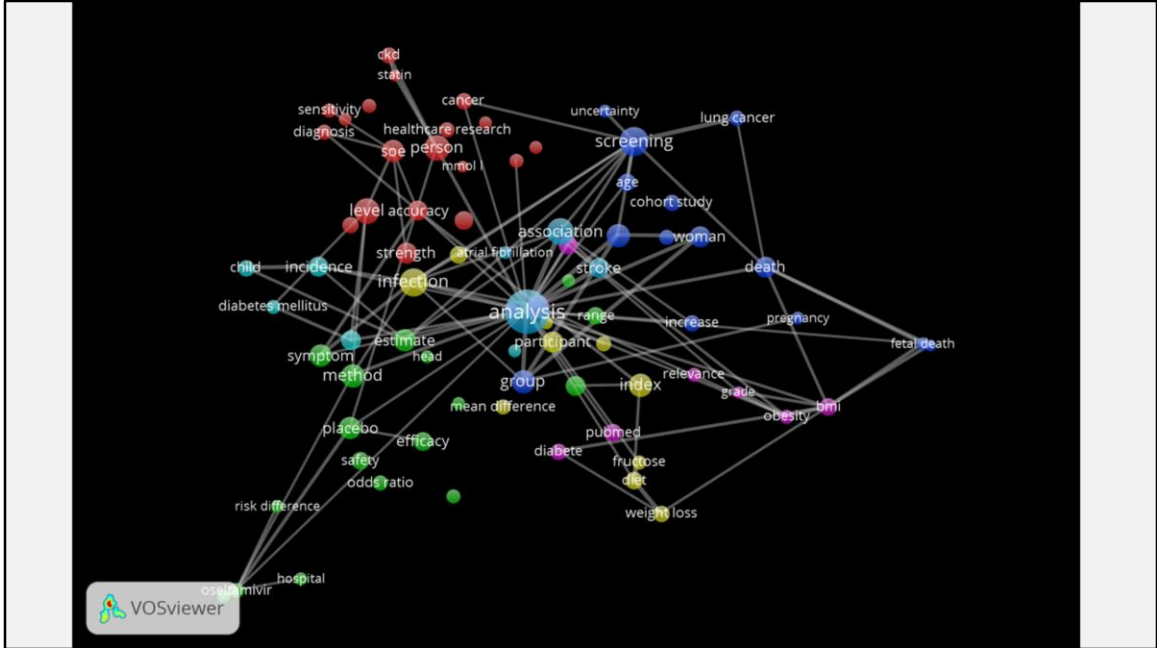 ckd
statin
cancer
sensitivity
uncertainty
lung cancer
diagnosis
healthcare research
screening
soe
person
mmol l
age
cohort study
level
accuracy
association
woman
strength
atrial fibrillation
child
incidence
stroke
death
infection
diabetes mellitus
analysis
range
increase
pregnancy
estimate
participant
fetal death
symptom
head
method
group
index
relevance
grade
mean difference
bmi
obesity
placebo
pubmed
efficacy
diabete
safety
fructose
odds ratio
diet
risk difference
weight loss
hospital
VOSviewer